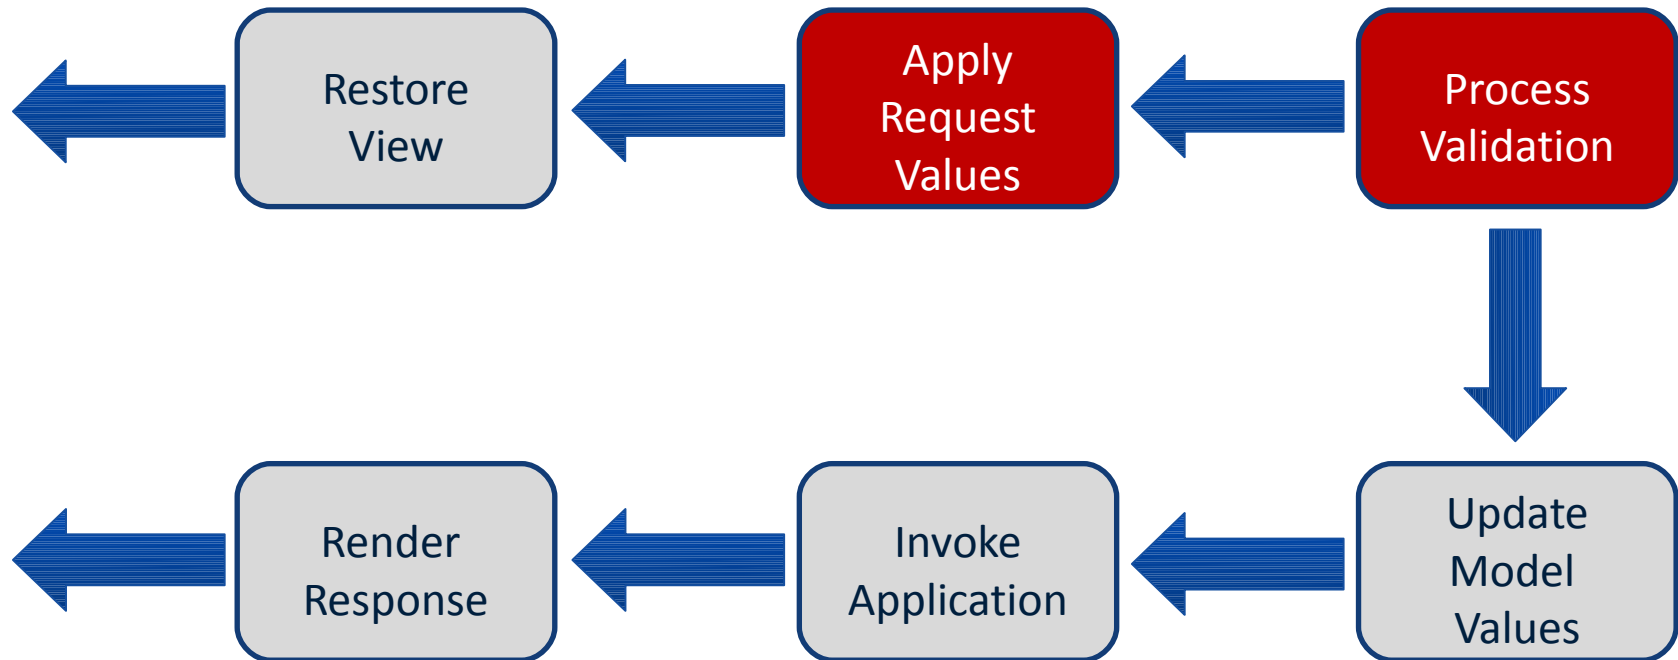 Restore
View
Apply
Request
Values
Process
Validation
Render
Response
Invoke
Application
Update
Model
Values